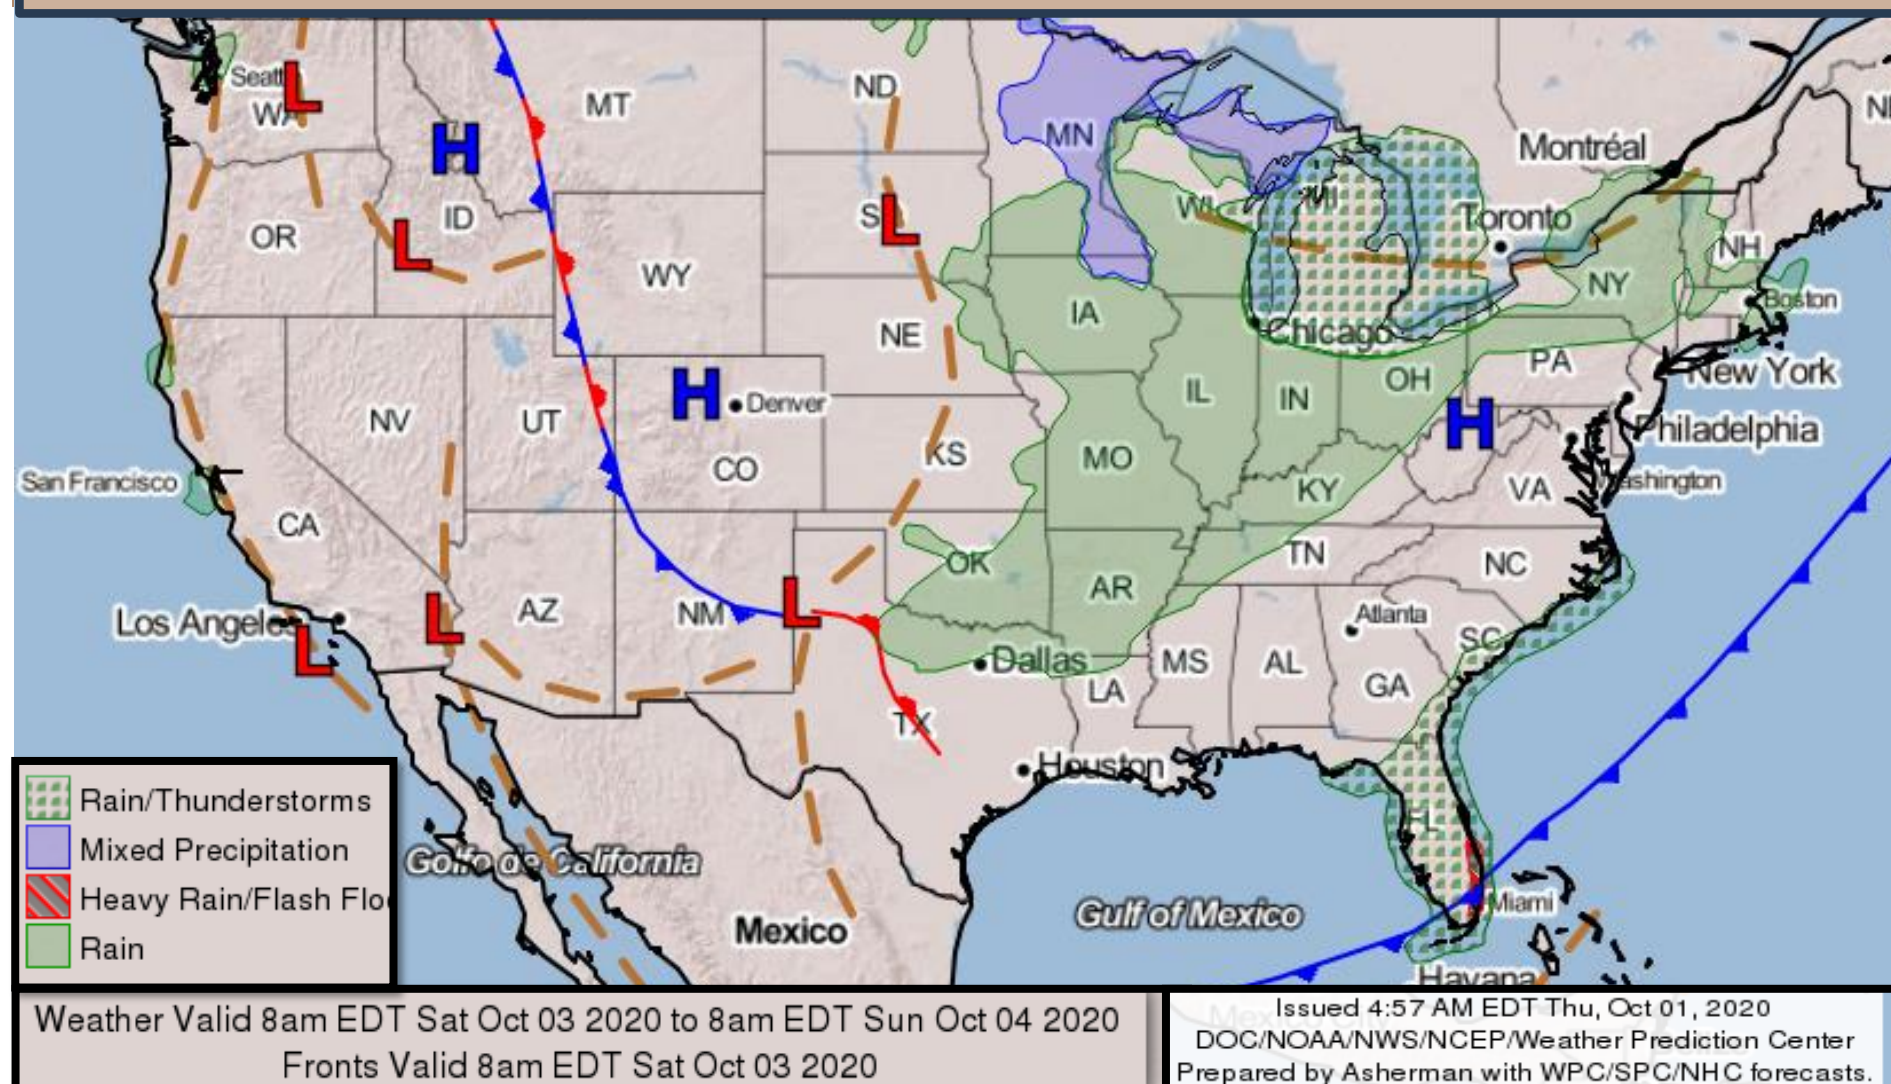 Seatt
WA
MT
ND
MN
Montréal
OR
ID
SD
WI
MI
Toronto
NH
WY
NY
Boston
IA
NE
Chicago
PA
New York
NV
UT
Denver
IL
IN
OH
Philadelphia
San Francisco
CO
KS
MO
KY
VA
ashington
CA
OK
TN
NC
Los Angeles
AZ
NM
AR
Atlanta
SC
Dallas
MS
AL
GA
LA
TX
Houston
FL
Golfo de California
Mexico
Gulf of Mexico
Miami
Havana
H
H
H
L
L
L
L
L
L
Rain/Thunderstorms
Mixed Precipitation
Heavy Rain/Flash Flo
Rain
Weather Valid 8am EDT Sat Oct 03 2020 to 8am EDT Sun Oct 04 2020
Fronts Valid 8am EDT Sat Oct 03 2020
Mexico City
Issued 4:57 AM EDT Thu, Oct 01, 2020
DOC/NOAA/NWS/NCEP/Weather Prediction Center
Prepared by Asherman with WPC/SPC/NHC forecasts.